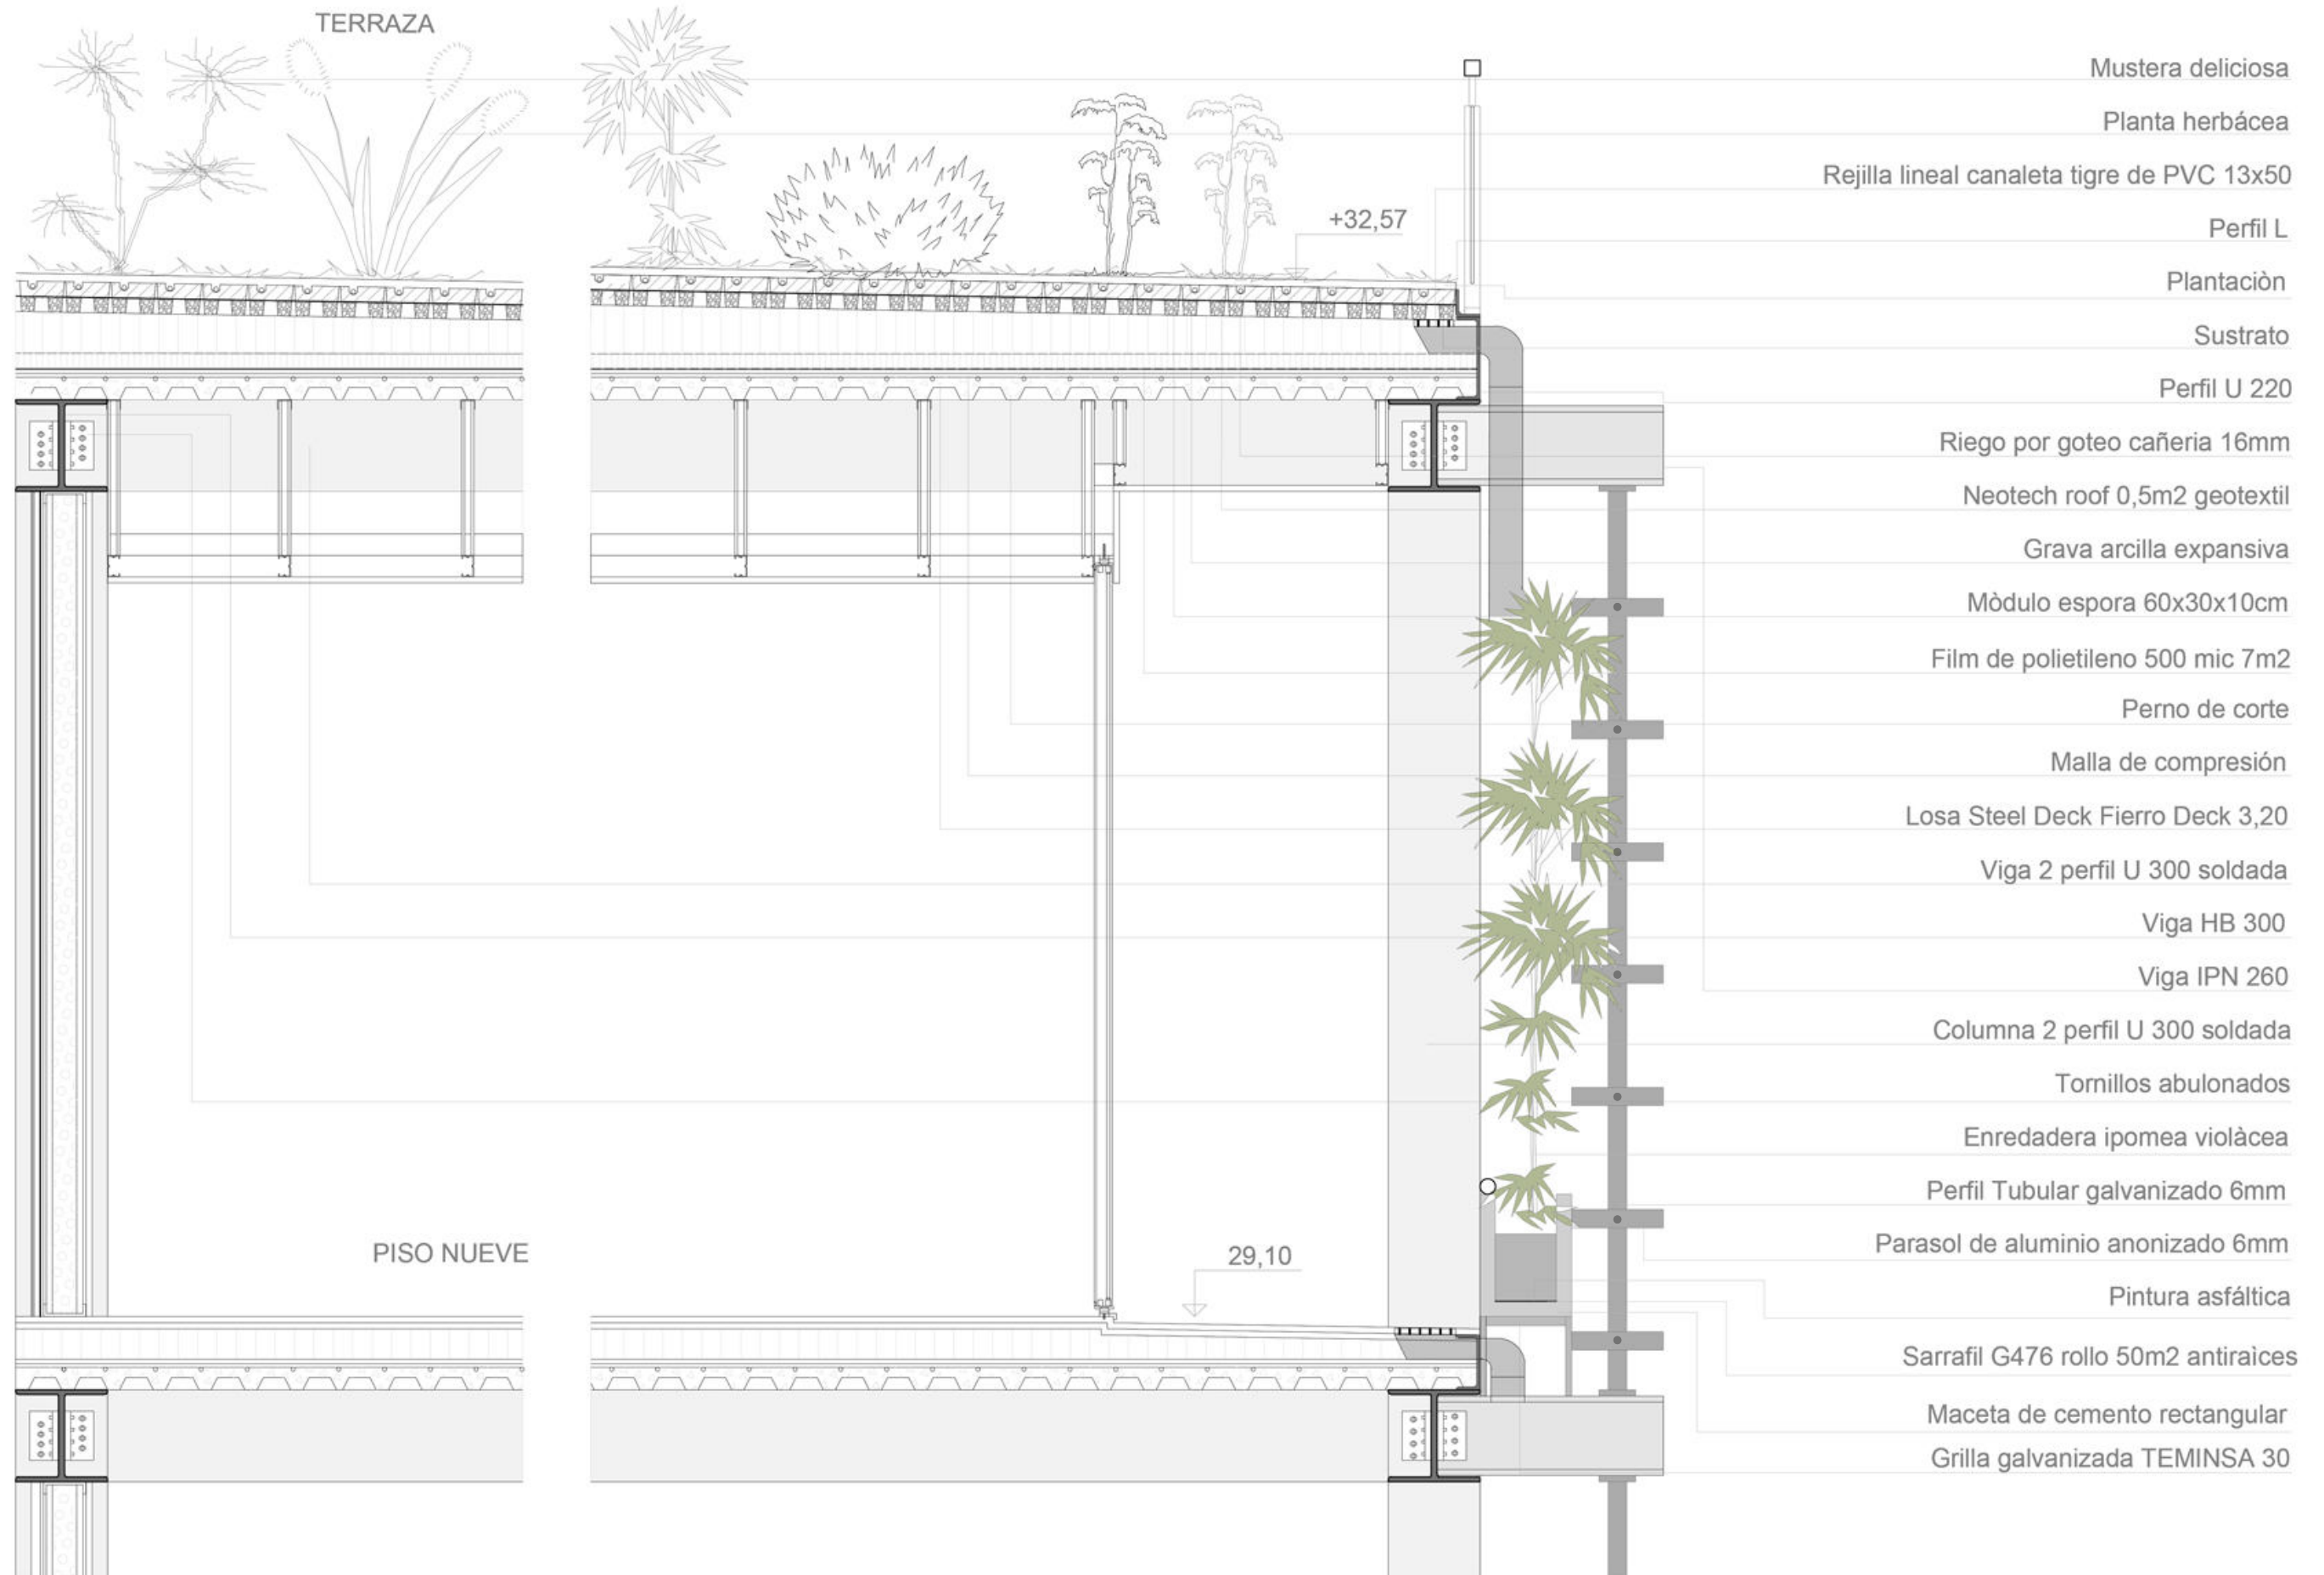 TERRAZA
Mustera deliciosa
Planta herbácea
Rejilla lineal canaleta tigre de PVC 13x50
+32,57
Perfil L
Plantaciòn
Sustrato
Perfil U 220
Riego por goteo cañeria 16mm
Neotech roof 0,5m2 geotextil
Grava arcilla expansiva
Mòdulo espora 60x30x10cm
Film de polietileno 500 mic 7m2
Perno de corte
Malla de compresión
Losa Steel Deck Fierro Deck 3,20
Viga 2 perfil U 300 soldada
Viga HB 300
Viga IPN 260
Columna 2 perfil U 300 soldada
Tornillos abulonados
Enredadera ipomea violàcea
Perfil Tubular galvanizado 6mm
PISO NUEVE
29,10
Parasol de aluminio anonizado 6mm
Pintura asfáltica
Sarrafil G476 rollo 50m2 antiraìces
Maceta de cemento rectangular
Grilla galvanizada TEMINSA 30